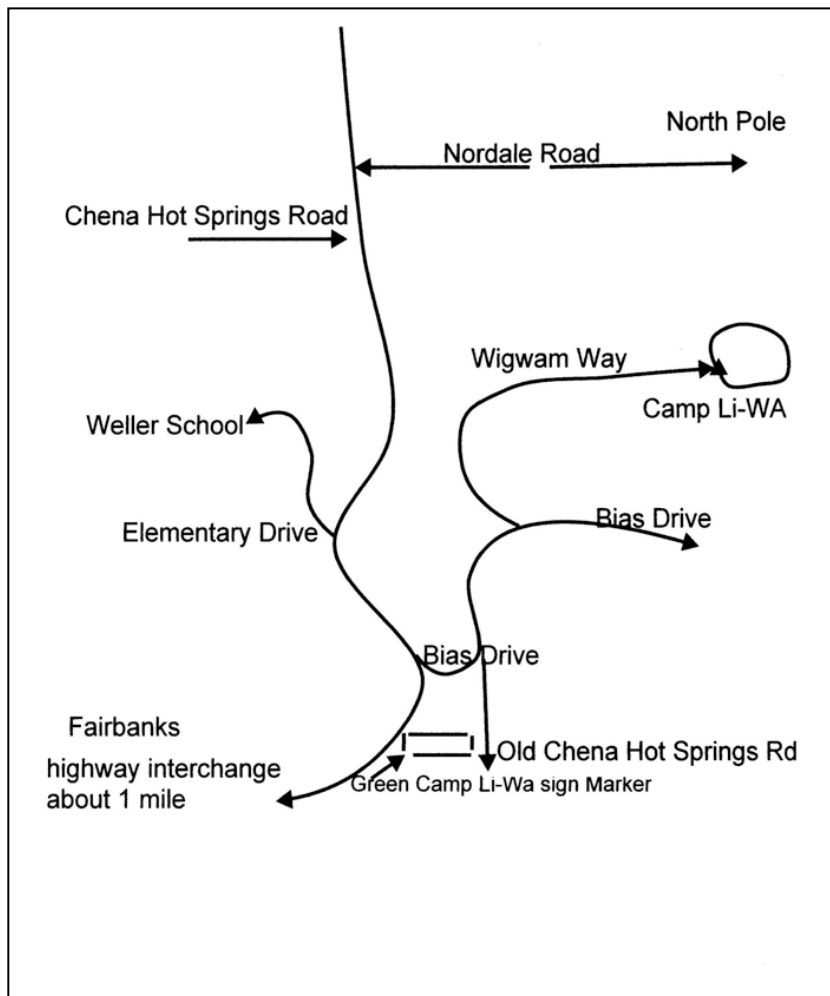 North Pole
Nordale Road
Chena Hot Springs Road
Wigwam Way
Camp Li-WA
Weller School
Bias Drive
Elementary Drive
Bias Drive
Fairbanks
Old Chena Hot Springs Rd
highway interchange
about 1 mile
Green Camp Li-Wa sign Marker